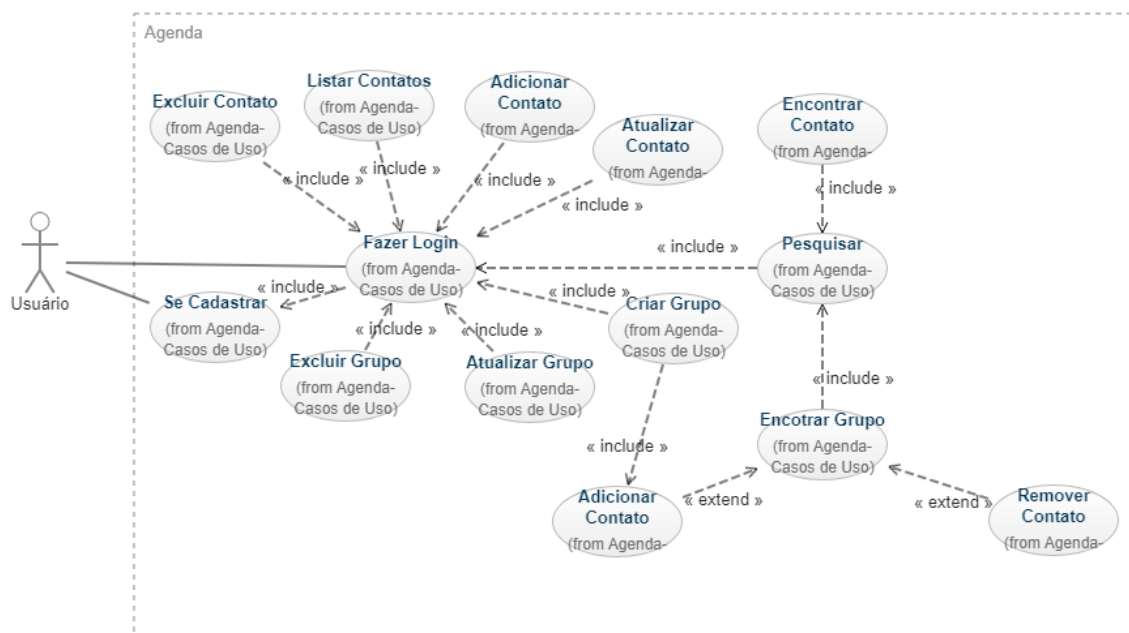 Agenda
Excluir Contato
(from Agenda-
Casos de Uso)
Listar Contatos
(from Agenda-
Casos de Uso)
Adicionar
Contato
(from Agenda-
Atualizar
Contato
(from Agenda-
Encontrar
Contato
(from Agenda-
« include »
« include »
« include »
« include »
« include »
Usuário
Fazer Login
(from Agenda-
Casos de Uso)
« include »
Pesquisar
(from Agenda-
Casos de Uso)
Se Cadastrar
(from Agenda-
Casos de Uso)
« include »
« include »
Criar Grupo
(from Agenda-
Casos de Uso)
« include »
« include »
Excluir Grupo
(from Agenda-
Casos de Uso)
Atualizar Grupo
(from Agenda-
Casos de Uso)
« include »
Encotrar Grupo
(from Agenda-
Casos de Uso)
« include »
Adicionar
Contato
(from Agenda-
« extend »
« extend »
Remover
Contato
(from Agenda-